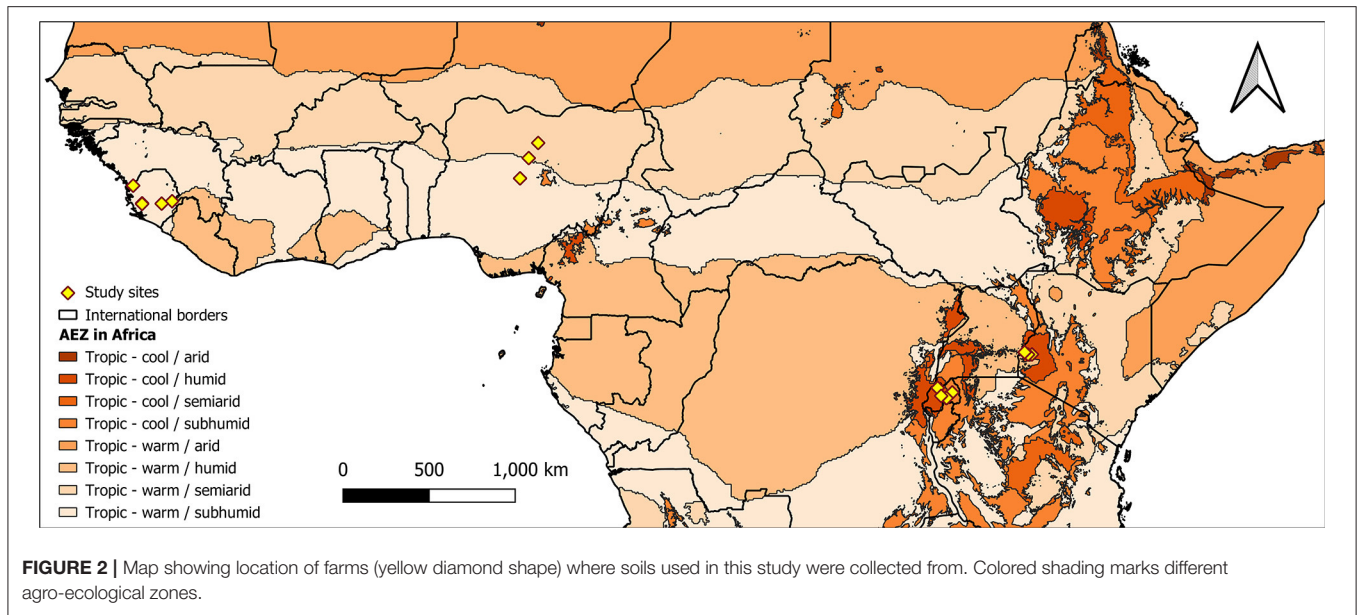 Study sites
International borders
AEZ in Africa
Tropic - cool / arid
Tropic - cool / humid
Tropic - cool / semiarid
Tropic - cool / subhumid
Tropic - warm / arid
Tropic - warm / humid
Tropic - warm / semiarid
Tropic - warm / subhumid
0 500 1,000 km
FIGURE 2 | Map showing location of farms (yellow diamond shape) where soils used in this study were collected from. Colored shading marks different
agro-ecological zones.